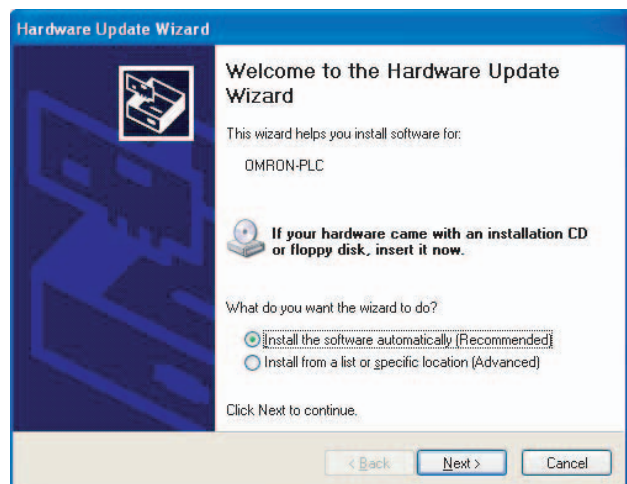 Hardware Update Wizard
Welcome to the Hardware Update
Wizard
This wizard helps you install software for:
OMRON-PLC
If your hardware came with an installation CD
or floppy disk, insert it now.
What do you want the wizard to do?
Install the software automatically (Recommended)
Install from a list or specific location (Advanced)
Click Next to continue.
< Back Next > Cancel